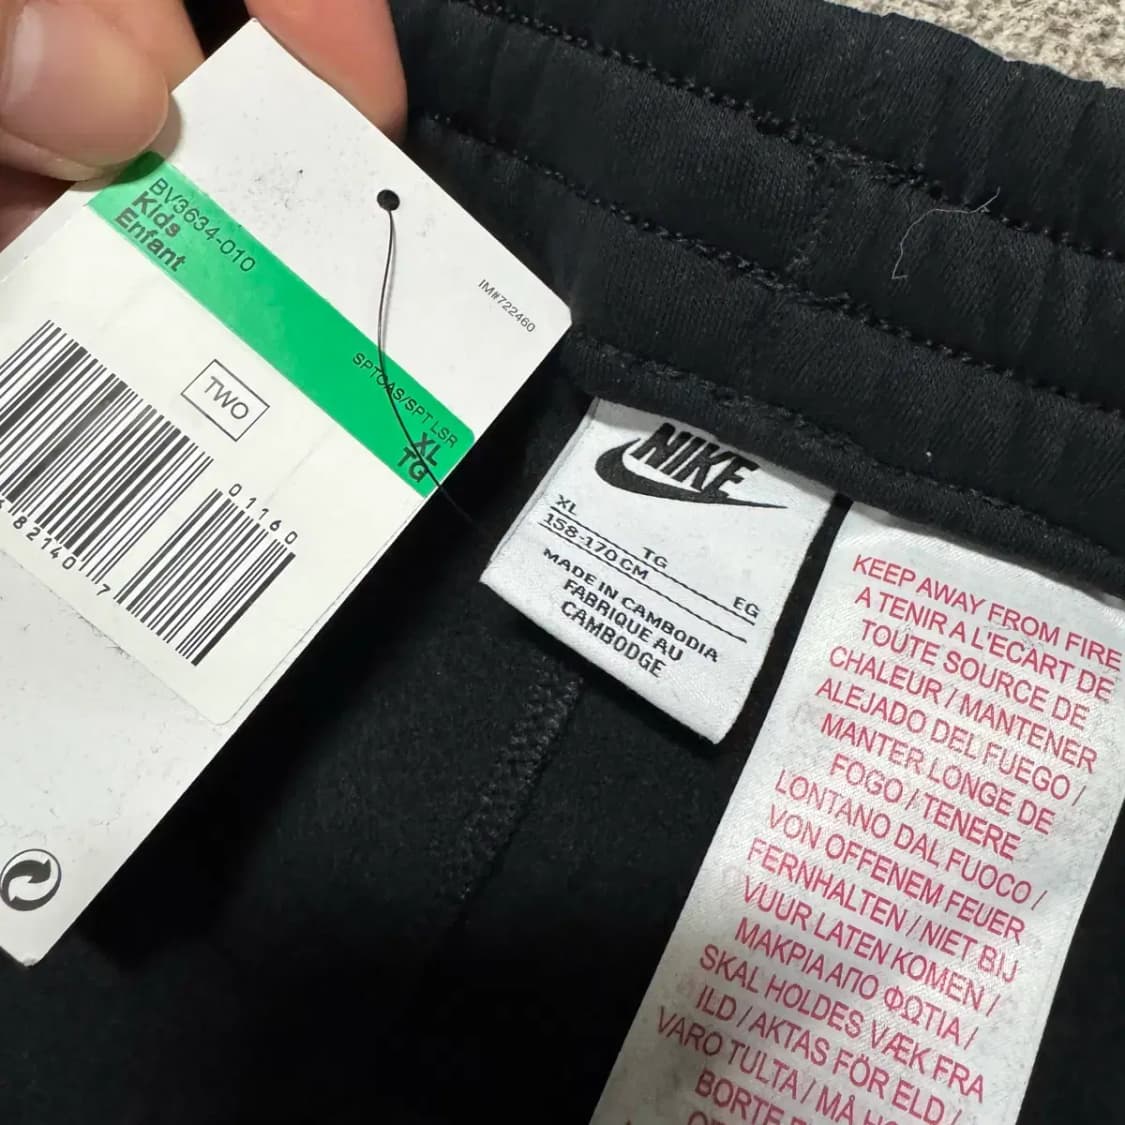 BV3634-010
Kids
Enfant
IM#722460
SPTCAS/SPT LSR
XL
TG
TWO
01160
82140 7
NIKE
XL TG EG
158-170 CM
MADE IN CAMBODIA
FABRIQUE AU
CAMBODGE
KEEP AWAY FROM FIRE
A TENIR A L'ECART DE
TOUTE SOURCE DE
CHALEUR / MANTENER
ALEJADO DEL FUEGO /
MANTER LONGE DE
FOGO / TENERE
LONTANO DAL FUOCO /
VON OFFENEM FEUER
FERNHALTEN / NIET BIJ
VUUR LATEN KOMEN /
ΜΑΚΡΙΑ ΑΠΟ ΦΩΤΙΑ /
SKAL HOLDES VÆK FRA
ILD / AKTAS FÖR ELD /
VARO TULTA / MÅ
BORTE